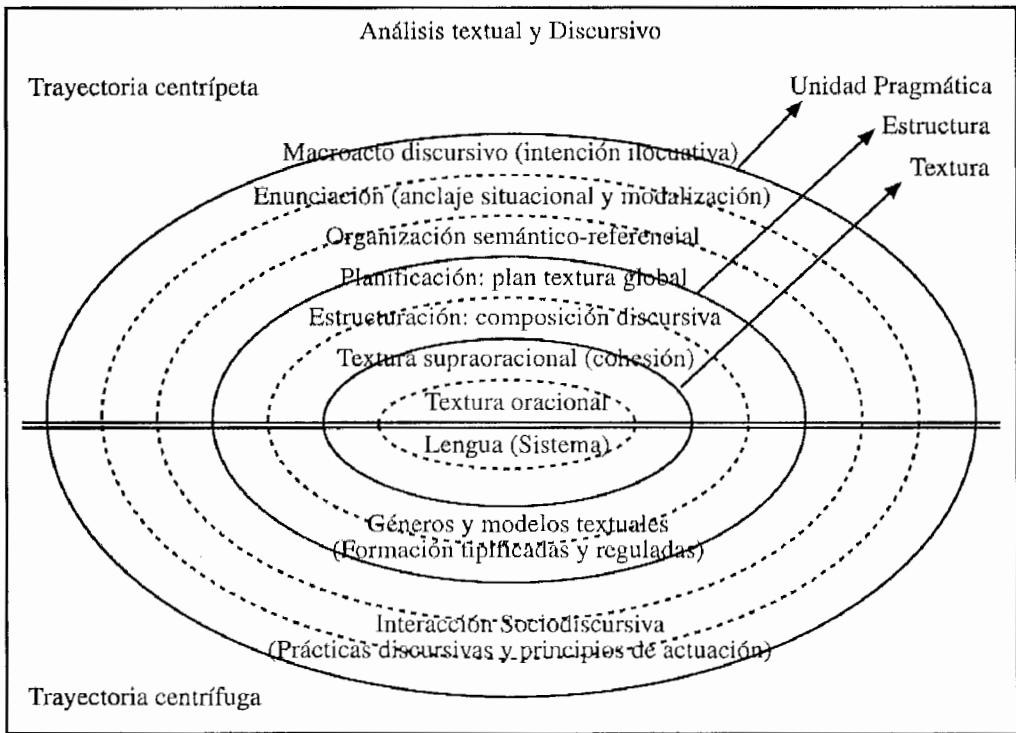 Análisis textual y Discursivo
Trayectoria centrípeta
Unidad Pragmática
Estructura
Textura
Macroacto discursivo (intención ilocuativa)
Enunciación (anclaje situacional y modalización)
Organización semántico-referencial
Planificación: plan textura global
Estructuración: composición discursiva
Textura supraoracional (cohesión)
Textura oracional
Lengua (Sistema)
Géneros y modelos textuales
(Formación tipificadas y reguladas)
Interacción Sociodiscursiva
(Prácticas discursivas y principios de actuación)
Trayectoria centrífuga